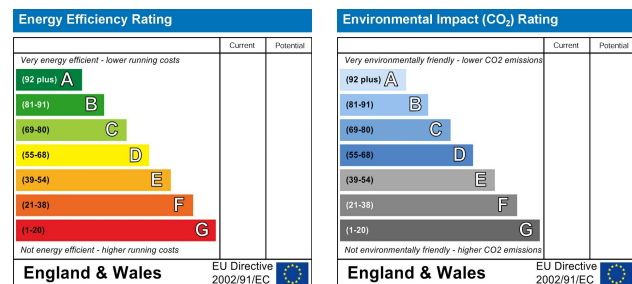 Energy Efficiency Rating
Current Potential
Very energy efficient - lower running costs
(92 plus) A
(81-91) B
(69-80) C
(55-68) D
(39-54) E
(21-38) F
(1-20) G
Not energy efficient - higher running costs
England & Wales
EU Directive
2002/91/EC
Environmental Impact (CO₂) Rating
Current Potential
Very environmentally friendly - lower CO2 emissions
(92 plus) A
(81-91) B
(69-80) C
(55-68) D
(39-54) E
(21-38) F
(1-20) G
Not environmentally friendly - higher CO2 emissions
England & Wales
EU Directive
2002/91/EC